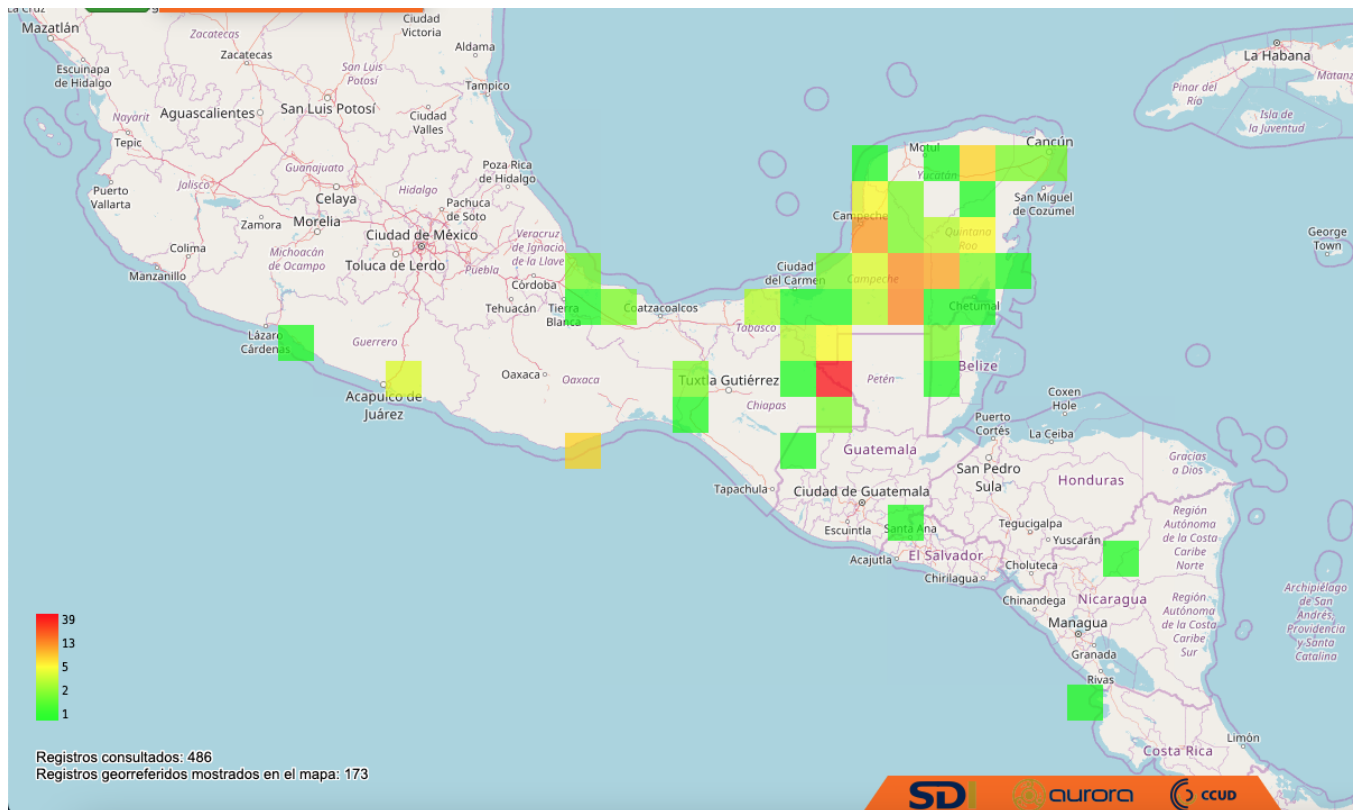 La Cruz
Mazatlán
Zacatecas
Ciudad
Victoria
Zacatecas
Aldama
San Luis
Potosí
Escuinapa
de Hidalgo
Tampico
Aguascalientes
San Luis Potosí
Nayarit
Ciudad
Valles
Tepic
Guanajuato
Poza Rica
de Hidalgo
Puerto
Vallarta
Jalisco
Celaya
Hidalgo
Pachuca
de Soto
Zamora
Morelia
Colima
Ciudad de México
Michoacán
de Ocampo
Toluca de Lerdo
Puebla
Veracruz
de Ignacio
de la Llave
Manzanillo
Córdoba
Tehuacán
Tierra
Blanca
Coatzacoalcos
Lázaro
Cárdenas
Guerrero
Acapulco de
Juárez
Oaxaca
Oaxaca
Tuxtla Gutiérrez
Chiapas
Tapachula
La Habana
Pinar del
Río
Isla de
la Juventud
Cancún
Motul
Yucatán
San Miguel
de Cozumel
Campeche
Quintana
Roo
George
Town
Ciudad
del Carmen
Campeche
Chetumal
Tabasco
Petén
Belize
Coxen
Hole
Puerto
Cortés
La Ceiba
Guatemala
San Pedro
Sula
Honduras
Gracias
a Dios
Ciudad de Guatemala
Escuintla
Santa Ana
Tegucigalpa
Yuscarán
Región
Autónoma
de la Costa
Caribe
Norte
Acajutla
El Salvador
Choluteca
Chirilagua
Chinandega
Nicaragua
Región
Autónoma
de la Costa
Caribe
Sur
Archipiélago
de San
Andrés,
Providencia
y Santa
Catalina
Managua
Granada
Rivas
Costa Rica
Limón
39
13
5
2
1
Registros consultados: 486
Registros georreferidos mostrados en el mapa: 173
SDI
aurora
CCUD